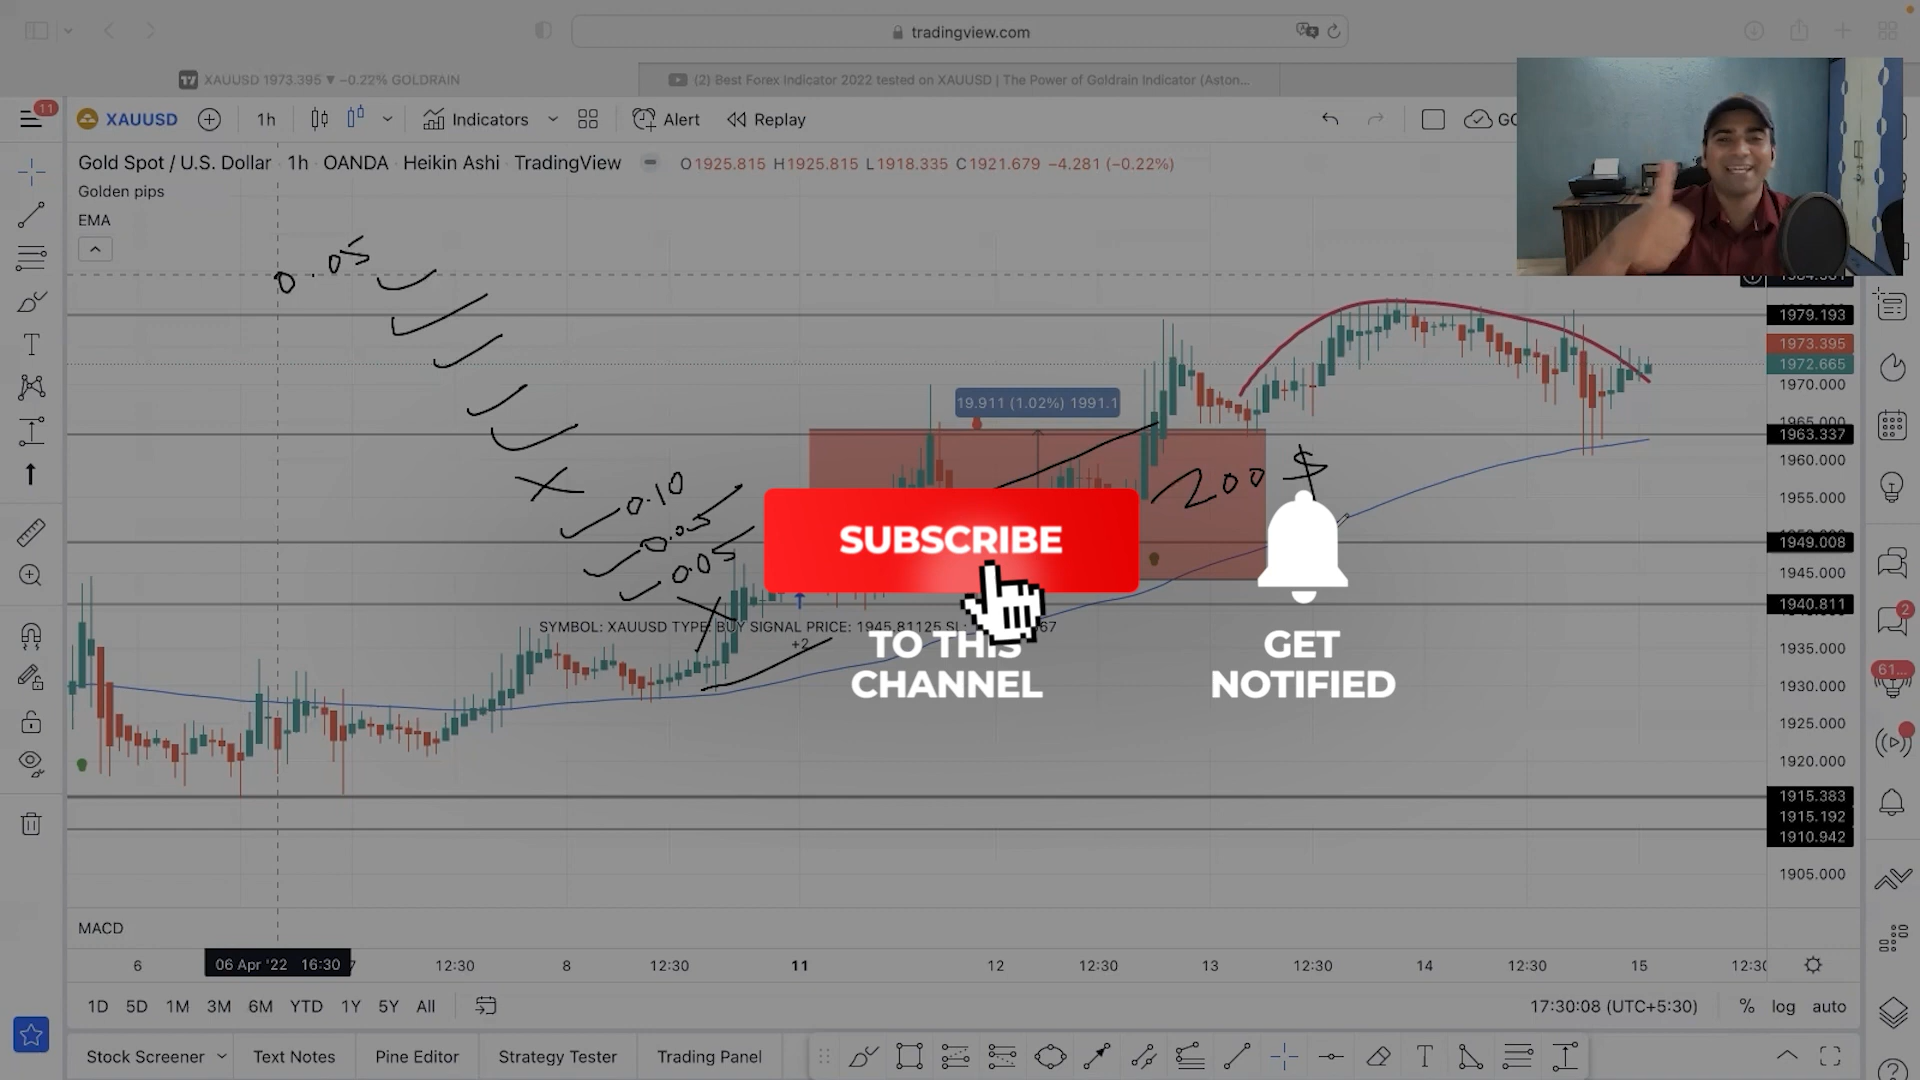 tradingview.com
XAUUSD 1973.395 ▼ −0.22% GOLDRAIN
(2) Best Forex Indicator 2022 tested on XAUUSD | The Power of Goldrain Indicator (Aston...
11
XAUUSD
1h
Indicators
Alert
Replay
Gold Spot / U.S. Dollar 1h OANDA Heikin Ashi TradingView
O1925.815 H1925.815 L1918.335 C1921.679 −4.281 (−0.22%)
Golden pips
EMA
0.05
1979.193
1973.395
1972.665
1970.000
19.911 (1.02%) 1991.1
1963.337
1960.000
200 $
0.10
1955.000
0.05
SUBSCRIBE
1949.008
0.05
1945.000
1940.811
SYMBOL: XAUUSD TYPE: BUY SIGNAL PRICE: 1945.81125 SL:
+2
TO THIS
CHANNEL
GET
NOTIFIED
2
61...
1935.000
1930.000
1925.000
1920.000
1915.383
1915.192
1910.942
1905.000
MACD
6
06 Apr '22 16:30
12:30
8
12:30
11
12
12:30
13
12:30
14
12:30
15
1D 5D 1M 3M 6M YTD 1Y 5Y All
17:30:08 (UTC+5:30)
% log auto
Stock Screener
Text Notes
Pine Editor
Strategy Tester
Trading Panel